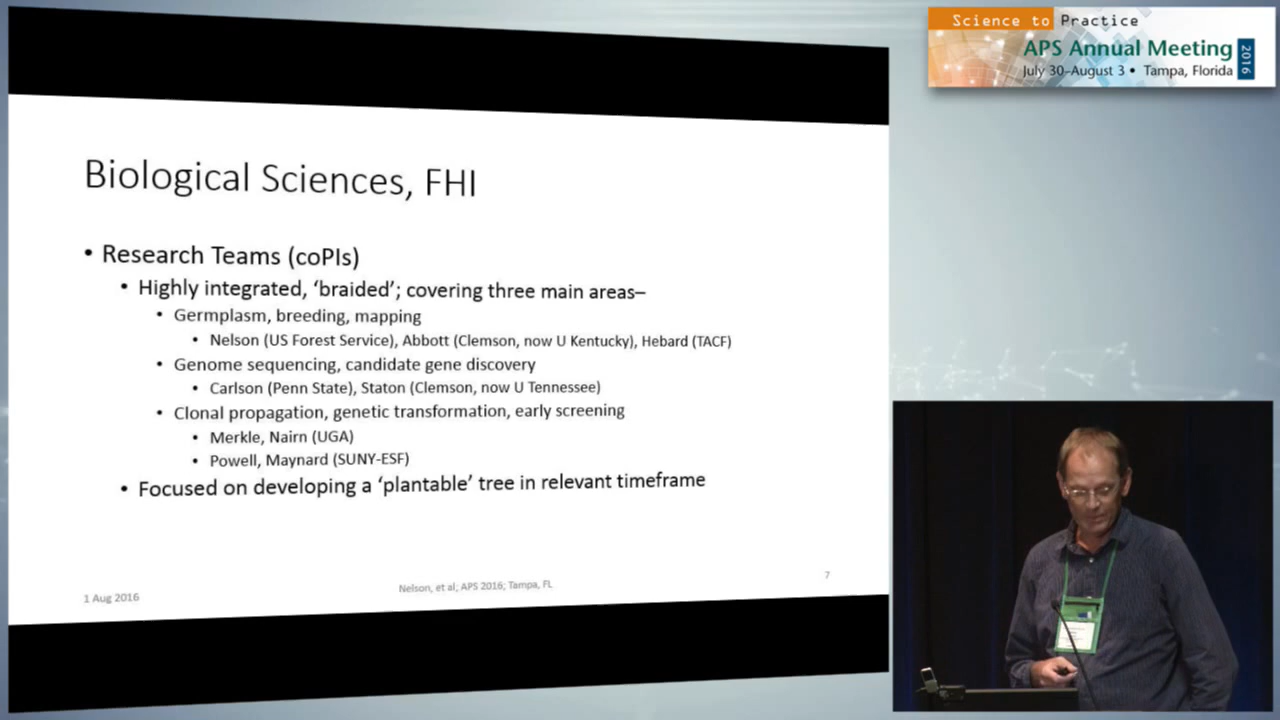 Science to Practice
APS Annual Meeting
2016
July 30–August 3 • Tampa, Florida
Biological Sciences, FHI
• Research Teams (coPIs)
• Highly integrated, ‘braided’; covering three main areas–
• Germplasm, breeding, mapping
• Nelson (US Forest Service), Abbott (Clemson, now U Kentucky), Hebard (TACF)
• Genome sequencing, candidate gene discovery
• Carlson (Penn State), Staton (Clemson, now U Tennessee)
• Clonal propagation, genetic transformation, early screening
• Merkle, Nairn (UGA)
• Powell, Maynard (SUNY-ESF)
• Focused on developing a ‘plantable’ tree in relevant timeframe
1 Aug 2016
Nelson, et al; APS 2016; Tampa, FL
7